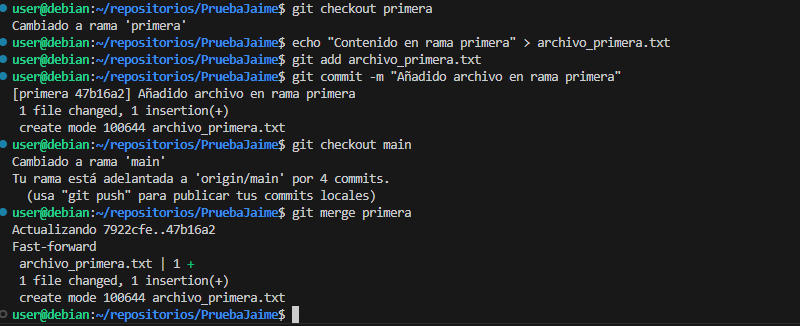 user@debian:~/repositorios/PruebaJaime$ git checkout primera
Cambiado a rama 'primera'
user@debian:~/repositorios/PruebaJaime$ echo "Contenido en rama primera" > archivo_primera.txt
user@debian:~/repositorios/PruebaJaime$ git add archivo_primera.txt
user@debian:~/repositorios/PruebaJaime$ git commit -m "Añadido archivo en rama primera"
[primera 47b16a2] Añadido archivo en rama primera
 1 file changed, 1 insertion(+)
 create mode 100644 archivo_primera.txt
user@debian:~/repositorios/PruebaJaime$ git checkout main
Cambiado a rama 'main'
Tu rama está adelantada a 'origin/main' por 4 commits.
  (usa "git push" para publicar tus commits locales)
user@debian:~/repositorios/PruebaJaime$ git merge primera
Actualizando 7922cfe..47b16a2
Fast-forward
 archivo_primera.txt | 1 +
 1 file changed, 1 insertion(+)
 create mode 100644 archivo_primera.txt
user@debian:~/repositorios/PruebaJaime$